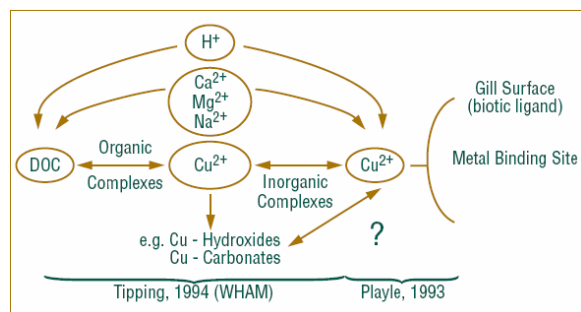 H+
Ca2+
Mg2+
Na2+
Gill Surface
(biotic ligand)
Metal Binding Site
DOC
Organic
Complexes
Cu2+
Inorganic
Complexes
Cu2+
e.g. Cu - Hydroxides
Cu - Carbonates
?
Tipping, 1994 (WHAM)
Playle, 1993